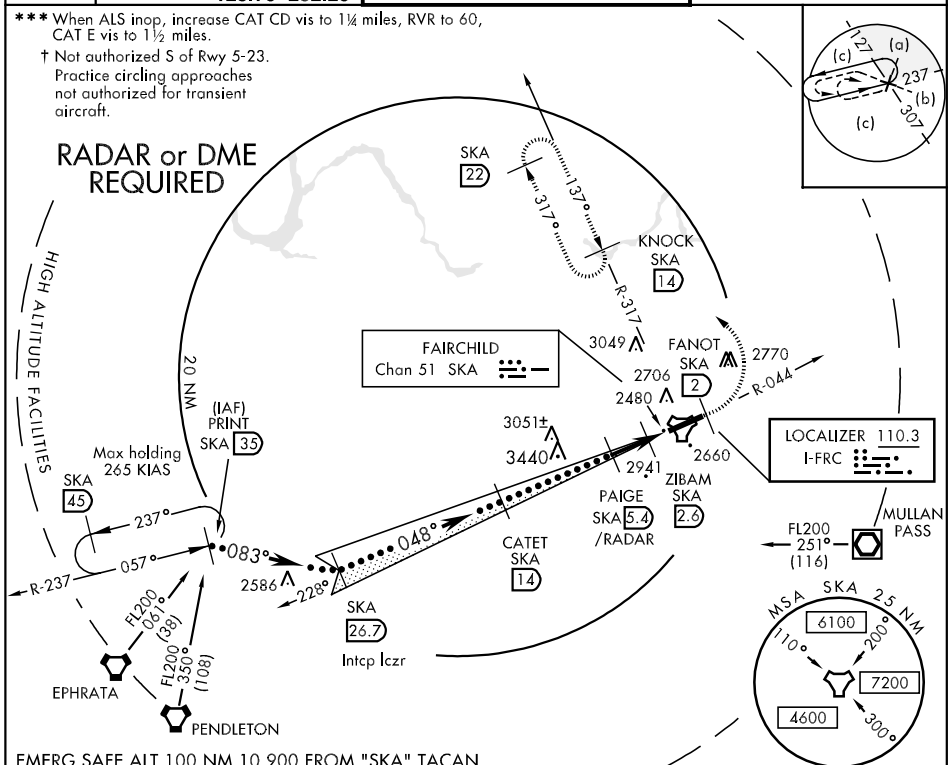 *** When ALS inop, increase CAT CD vis to 1¼ miles, RVR to 60,
CAT E vis to 1½ miles.
† Not authorized S of Rwy 5-23.
Practice circling approaches
not authorized for transient
aircraft.
RADAR or DME
REQUIRED
127
(c)
(a)
237
(b)
307
(c)
SKA
22
137°
317°
KNOCK
SKA
14
R-317
HIGH ALTITUDE FACILITIES
20 NM
3049
FAIRCHILD
Chan 51 SKA
FANOT
SKA
2
2770
2706
2480
R-044
(IAF)
PRINT
SKA 35
Max holding
265 KIAS
SKA
45
3051±
3440
2941
2660
LOCALIZER 110.3
I-FRC
PAIGE
SKA 5.4
/RADAR
ZIBAM
SKA
2.6
237°
R-237
057°
083°
048°
CATET
SKA
14
2586
228°
SKA
26.7
Intcp lczr
MULLAN
PASS
FL200
251°
(116)
FL200
061°
(38)
FL200
350°
(108)
EPHRATA
PENDLETON
MSA SKA 25 NM
6100
110°
200°
7200
4600
300°
EMERG SAFE ALT 100 NM 10,900 FROM "SKA" TACAN